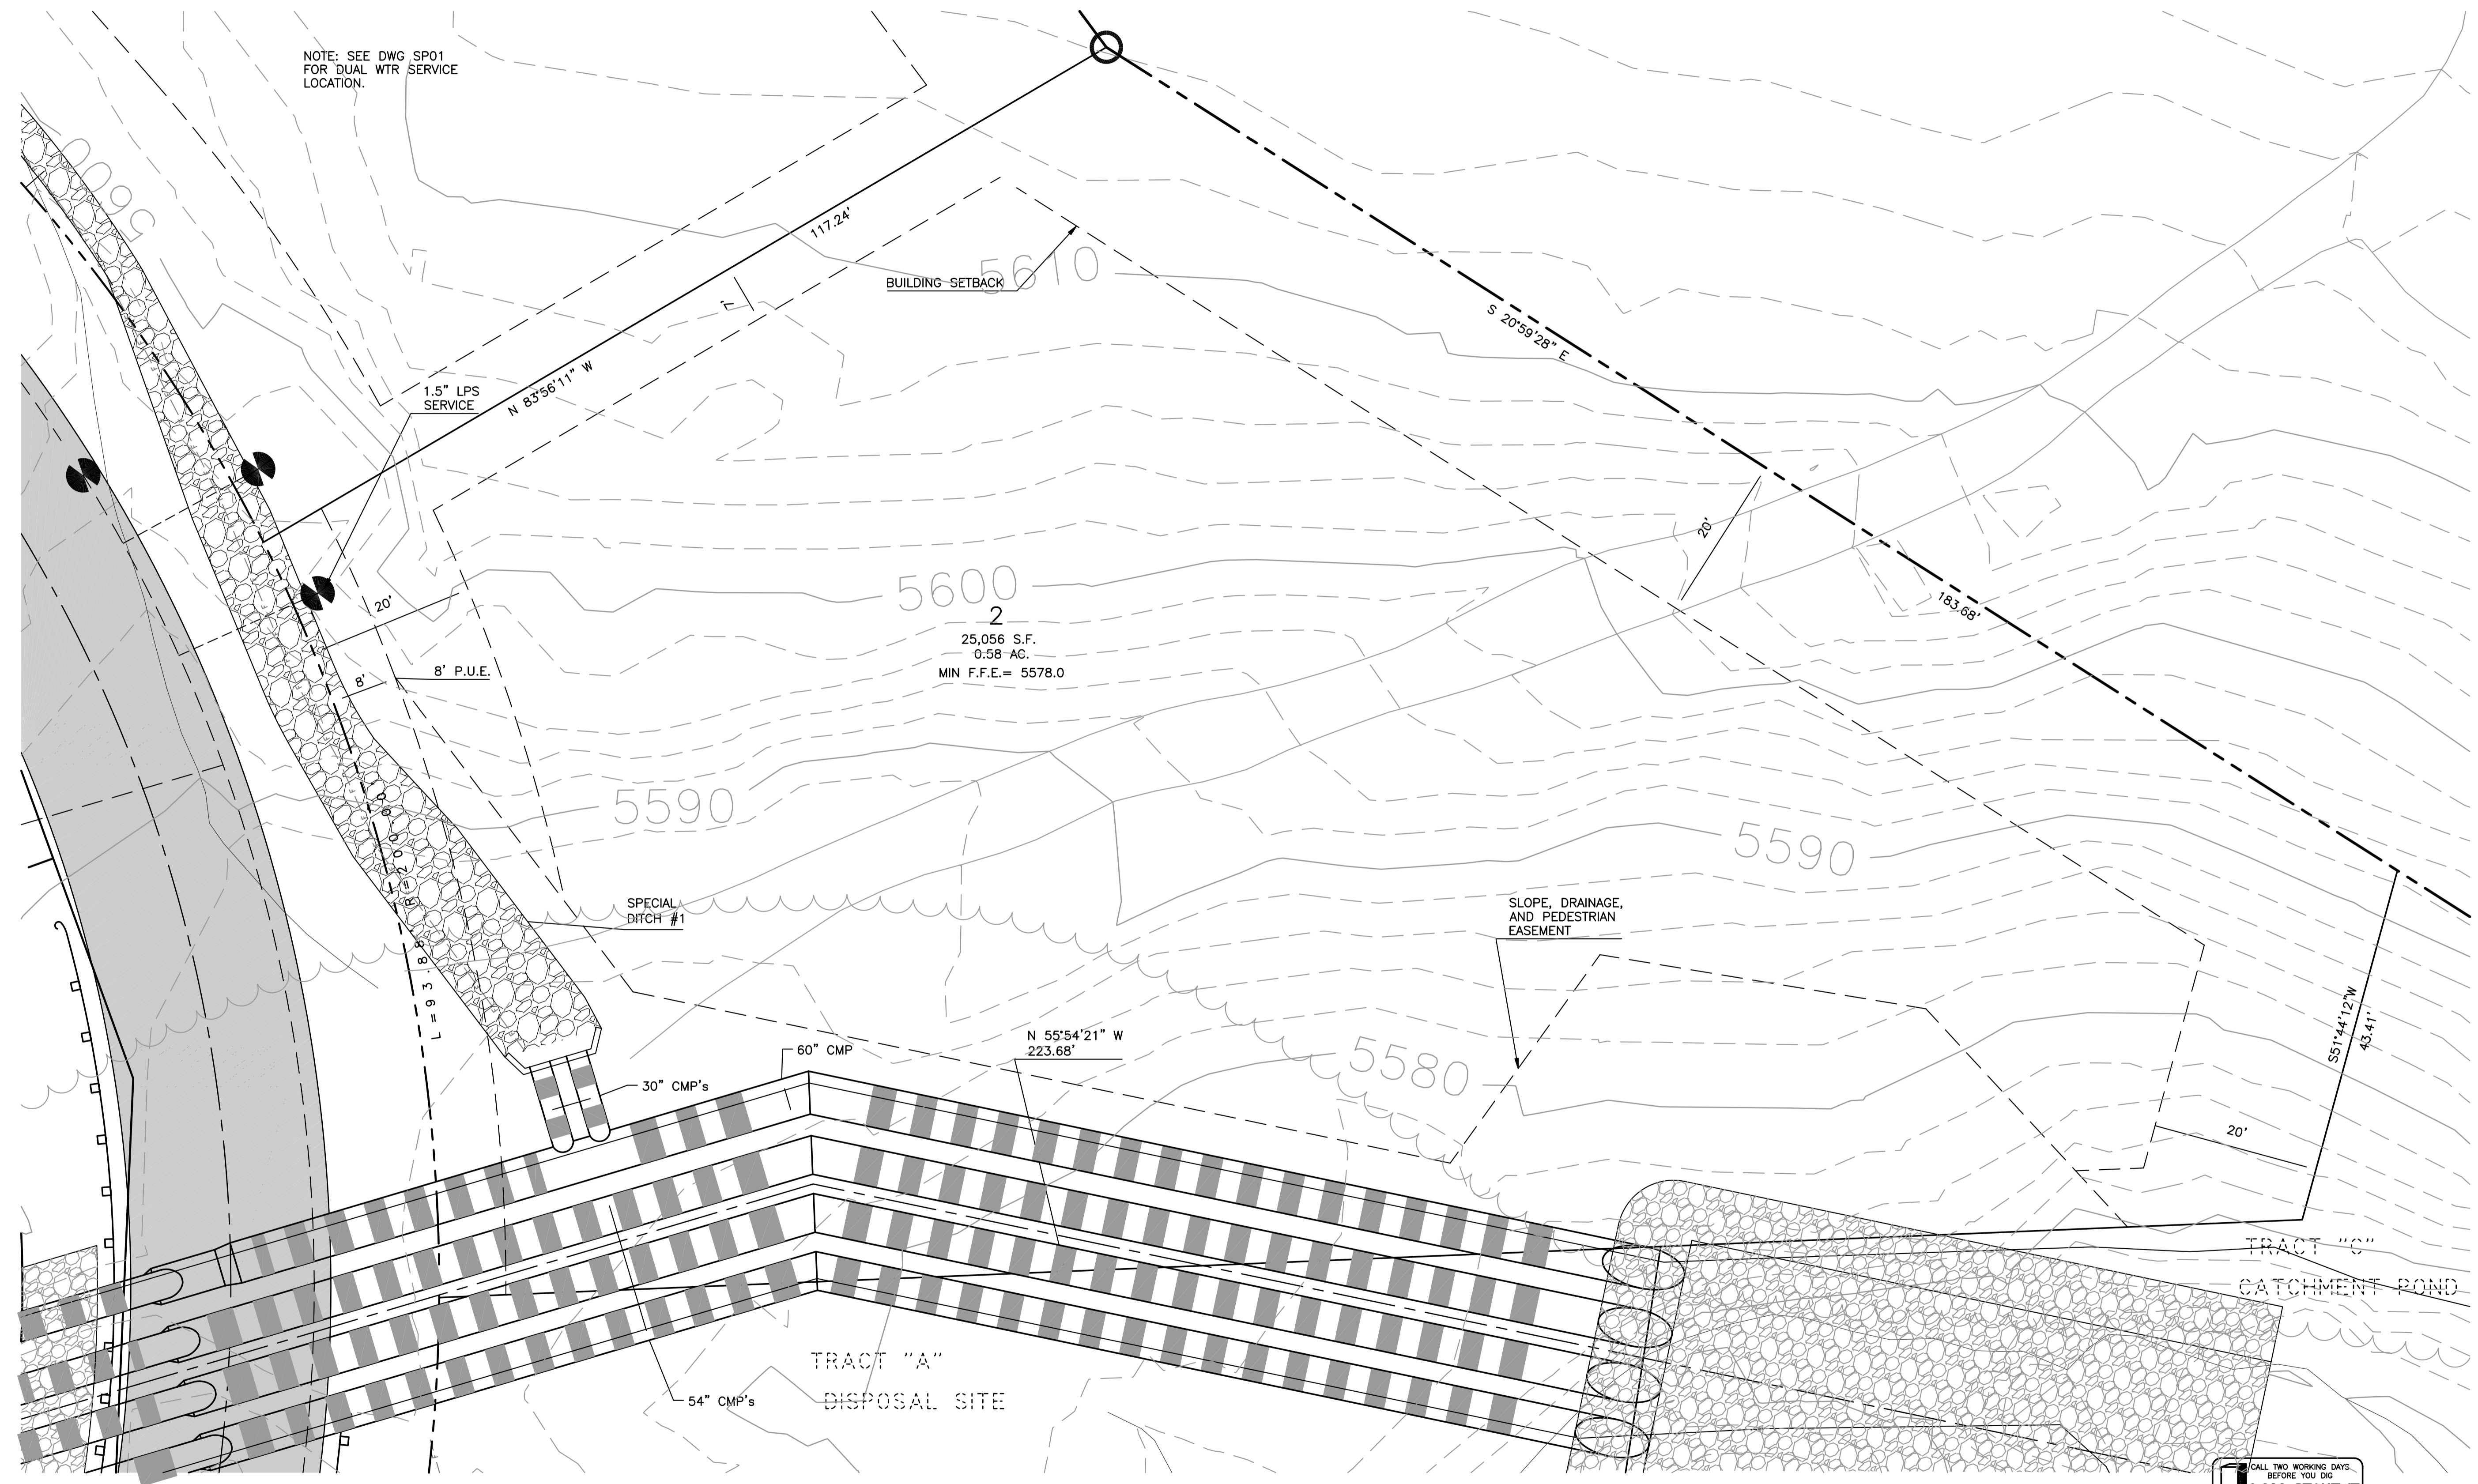 NOTE: SEE DWG SP01
FOR DUAL WTR SERVICE
LOCATION.
5600
117.24'
7'
BUILDING SETBACK
5610
S 20°59'28" E
1.5" LPS
SERVICE
N 83°56'11" W
20'
20'
5600
2
25,056 S.F.
0.58 AC.
MIN F.F.E.= 5578.0
183.68'
8' P.U.E.
8'
5590
5590
L=93.88' R=200.00
SPECIAL
DITCH #1
SLOPE, DRAINAGE,
AND PEDESTRIAN
EASEMENT
N 55°54'21" W
223.68'
60" CMP
30" CMP's
5580
S51°44'12"W
43.41'
20'
TRACT "C"
CATCHMENT POND
TRACT "A"
DISPOSAL SITE
54" CMP's
CALL TWO WORKING DAYS
BEFORE YOU DIG